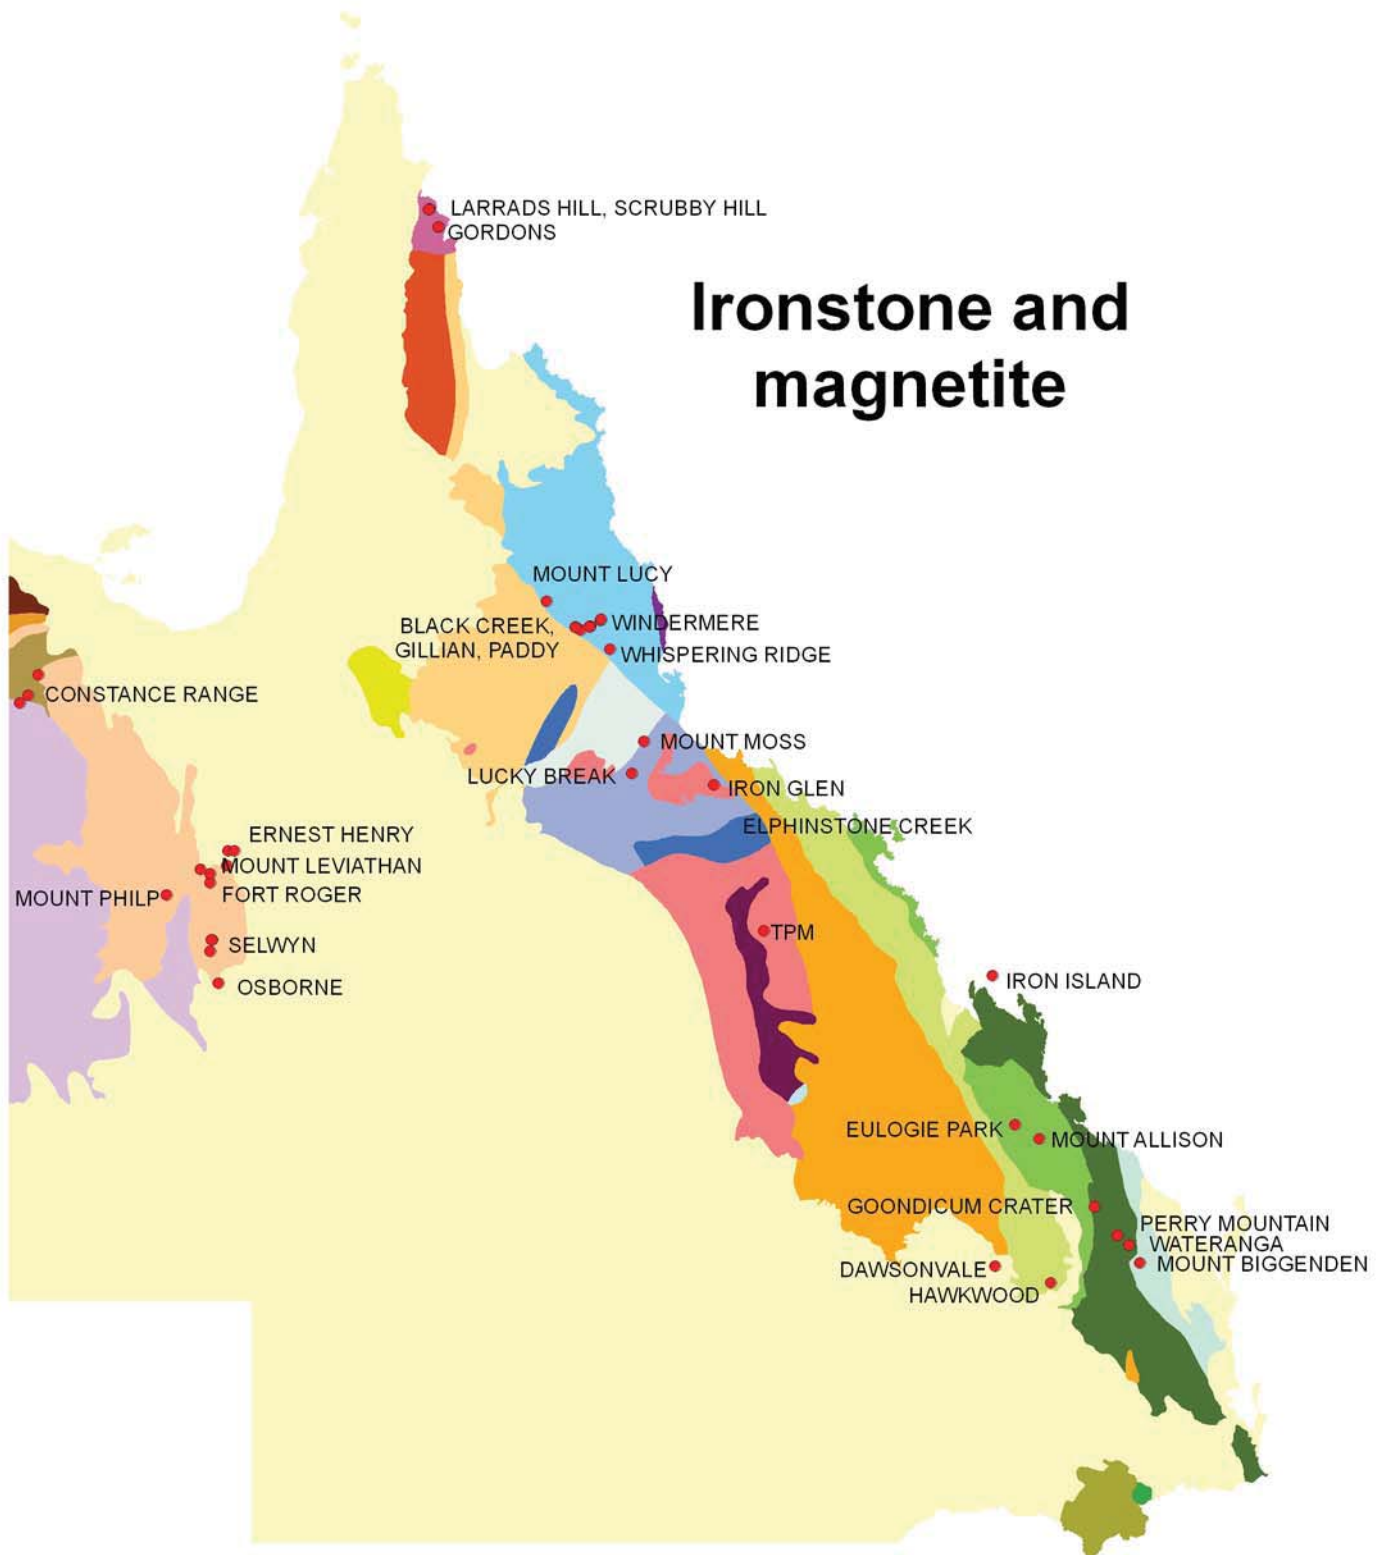 LARRADS HILL, SCRUBBY HILL
GORDONS
Ironstone and
magnetite
MOUNT LUCY
BLACK CREEK,
GILLIAN, PADDY
WINDERMERE
WHISPERING RIDGE
CONSTANCE RANGE
MOUNT MOSS
LUCKY BREAK
IRON GLEN
ELPHINSTONE CREEK
ERNEST HENRY
MOUNT LEVIATHAN
FORT ROGER
MOUNT PHILP
TPM
SELWYN
OSBORNE
IRON ISLAND
EULOGIE PARK
MOUNT ALLISON
GOONDICUM CRATER
PERRY MOUNTAIN
WATERANGA
MOUNT BIGGENDEN
DAWSONVALE
HAWKWOOD